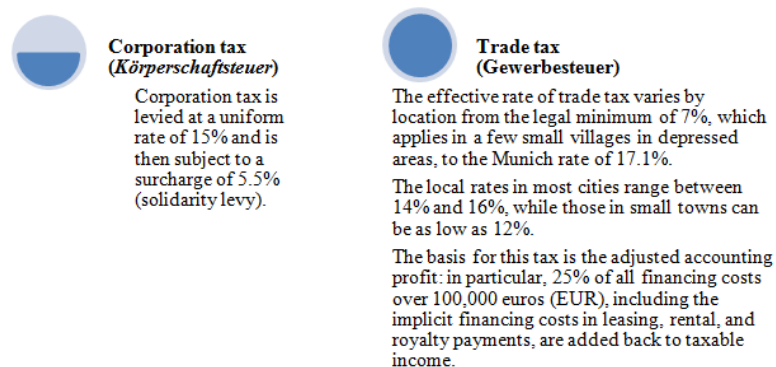 Corporation tax
(Körperschaftsteuer)
Corporation tax is
levied at a uniform
rate of 15% and is
then subject to a
surcharge of 5.5%
(solidarity levy).
Trade tax
(Gewerbesteuer)
The effective rate of trade tax varies by
location from the legal minimum of 7%, which
applies in a few small villages in depressed
areas, to the Munich rate of 17.1%.
The local rates in most cities range between
14% and 16%, while those in small towns can
be as low as 12%.
The basis for this tax is the adjusted accounting
profit: in particular, 25% of all financing costs
over 100,000 euros (EUR), including the
implicit financing costs in leasing, rental, and
royalty payments, are added back to taxable
income.